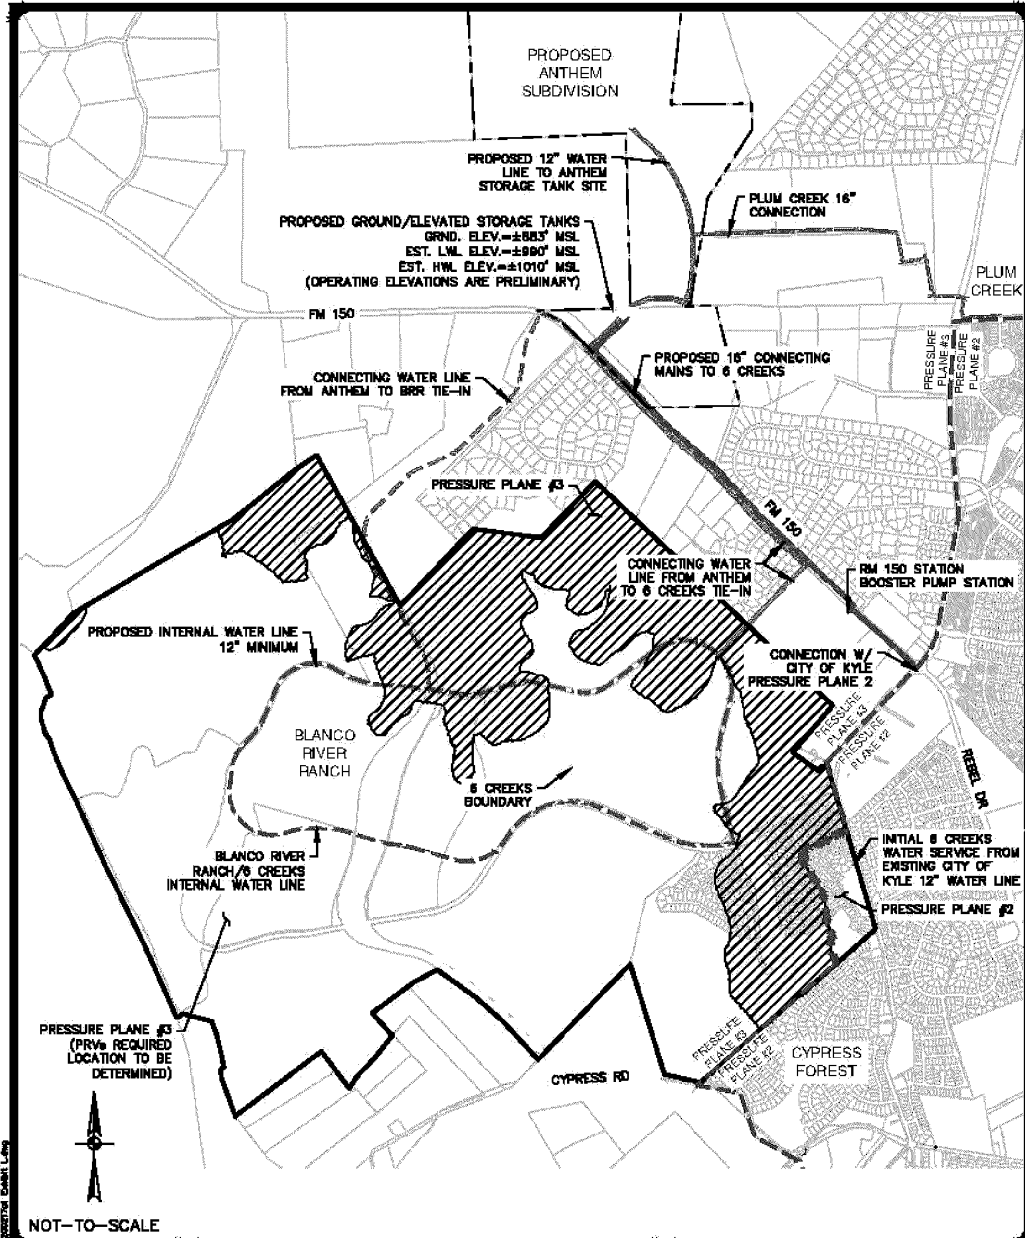 PROPOSED
ANTHEM
SUBDIVISION
PROPOSED 12" WATER
LINE TO ANTHEM
STORAGE TANK SITE
PLUM CREEK 16"
CONNECTION
PROPOSED GROUND/ELEVATED STORAGE TANKS
GRND. ELEV.=±883' MSL
EST. LWL ELEV.=±990' MSL
EST. HWL ELEV.=±1010' MSL
(OPERATING ELEVATIONS ARE PRELIMINARY)
PLUM
CREEK
FM 150
PRESSURE
PLANE #3
PRESSURE
PLANE #2
PROPOSED 16" CONNECTING
MAINS TO 6 CREEKS
CONNECTING WATER LINE
FROM ANTHEM TO BRR TIE-IN
PRESSURE PLANE #3
FM 150
CONNECTING WATER
LINE FROM ANTHEM
TO 6 CREEKS TIE-IN
RM 150 STATION
BOOSTER PUMP STATION
PROPOSED INTERNAL WATER LINE
12" MINIMUM
CONNECTION W/
CITY OF KYLE
PRESSURE PLANE 2
PRESSURE
PLANE #3
PRESSURE
PLANE #2
BLANCO
RIVER
RANCH
6 CREEKS
BOUNDARY
REBEL DR
BLANCO RIVER
RANCH/6 CREEKS
INTERNAL WATER LINE
INITIAL 6 CREEKS
WATER SERVICE FROM
EXISTING CITY OF
KYLE 12" WATER LINE
PRESSURE PLANE #2
PRESSURE PLANE #3
(PRVs REQUIRED
LOCATION TO BE
DETERMINED)
PRESSURE
PLANE #3
PRESSURE
PLANE #2
CYPRESS
FOREST
CYPRESS RD
NOT-TO-SCALE